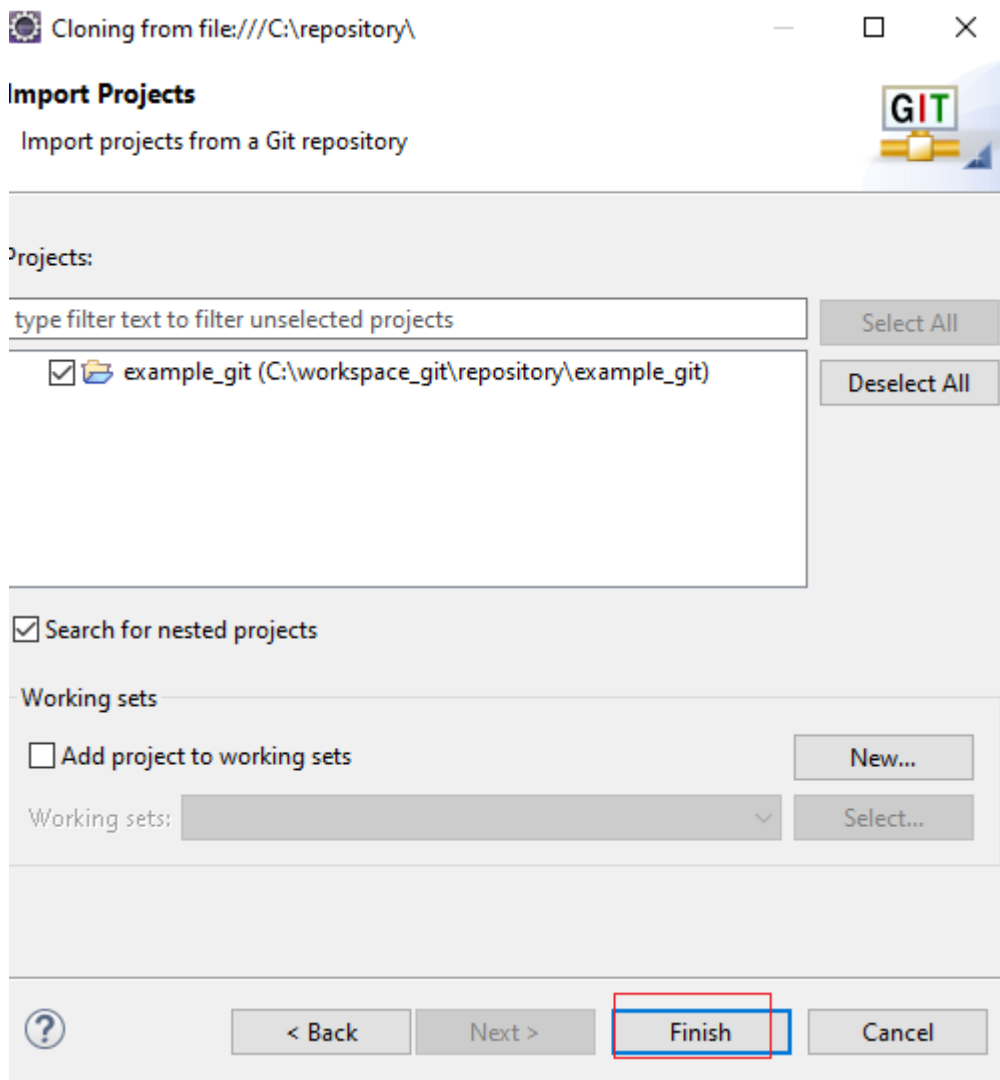 Cloning from file:///C:\repository\
Import Projects
Import projects from a Git repository
GIT
Projects:
type filter text to filter unselected projects
Select All
example_git (C:\workspace_git\repository\example_git)
Deselect All
Search for nested projects
Working sets
Add project to working sets
New...
Working sets:
Select...
?
< Back
Next >
Finish
Cancel